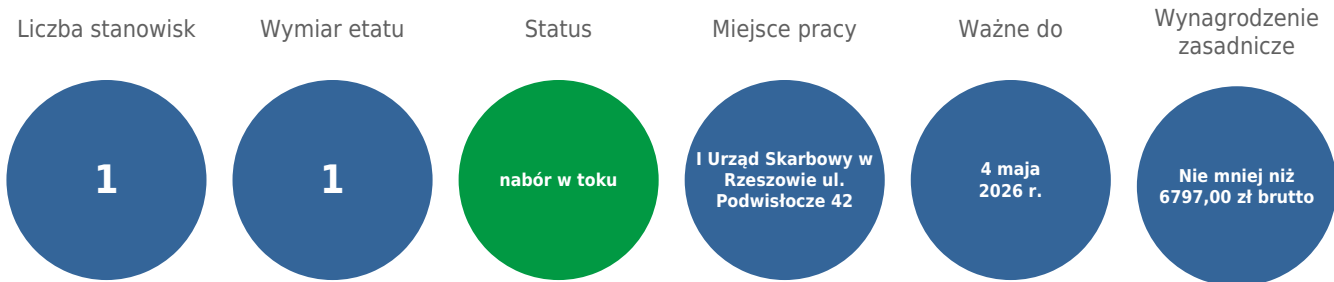 Liczba stanowisk
1
Wymiar etatu
1
Status
nabór w toku
Miejsce pracy
I Urząd Skarbowy w
Rzeszowie ul.
Podwisłocze 42
Ważne do
4 maja
2026 r.
Wynagrodzenie
zasadnicze
Nie mniej niż
6797,00 zł brutto